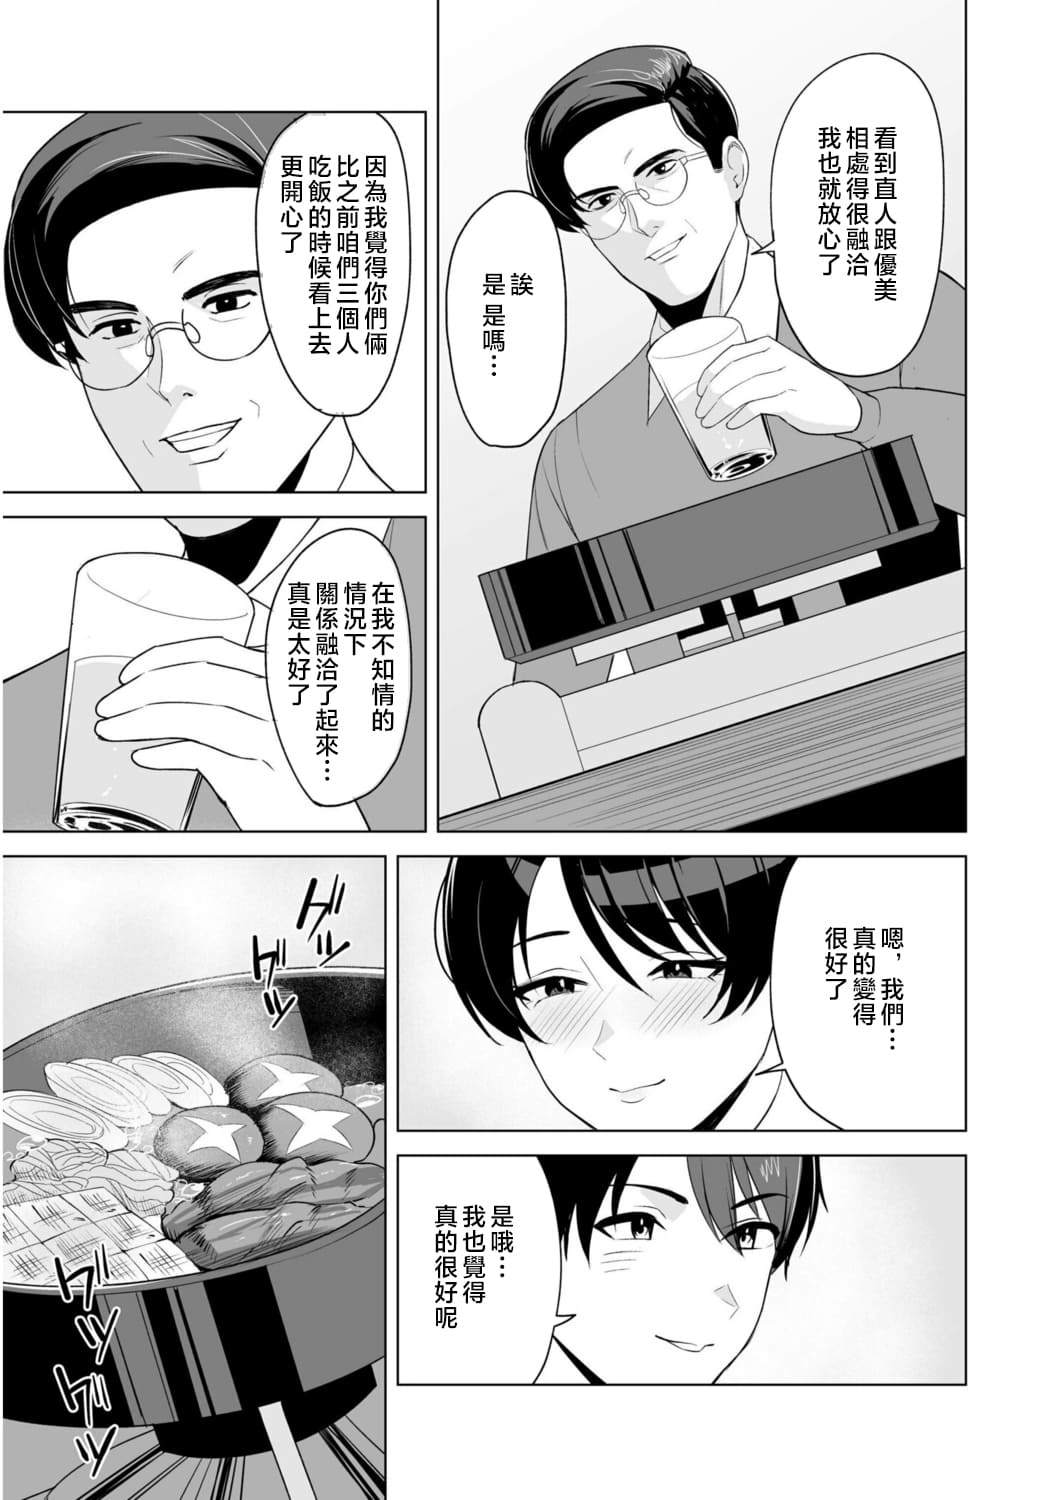 看到直人跟優美
相處得很融洽
我也就放心了
誒
是是嗎…
因為我覺得你們倆
比之前咱們三個人
吃飯的時候看上去
更開心了
在我不知情的
情況下
關係融洽了起來…
真是太好了
嗯，我們…
真的變得
很好了
是哦…
我也覺得
真的很好呢
グツ
グツ
グツ
グツ